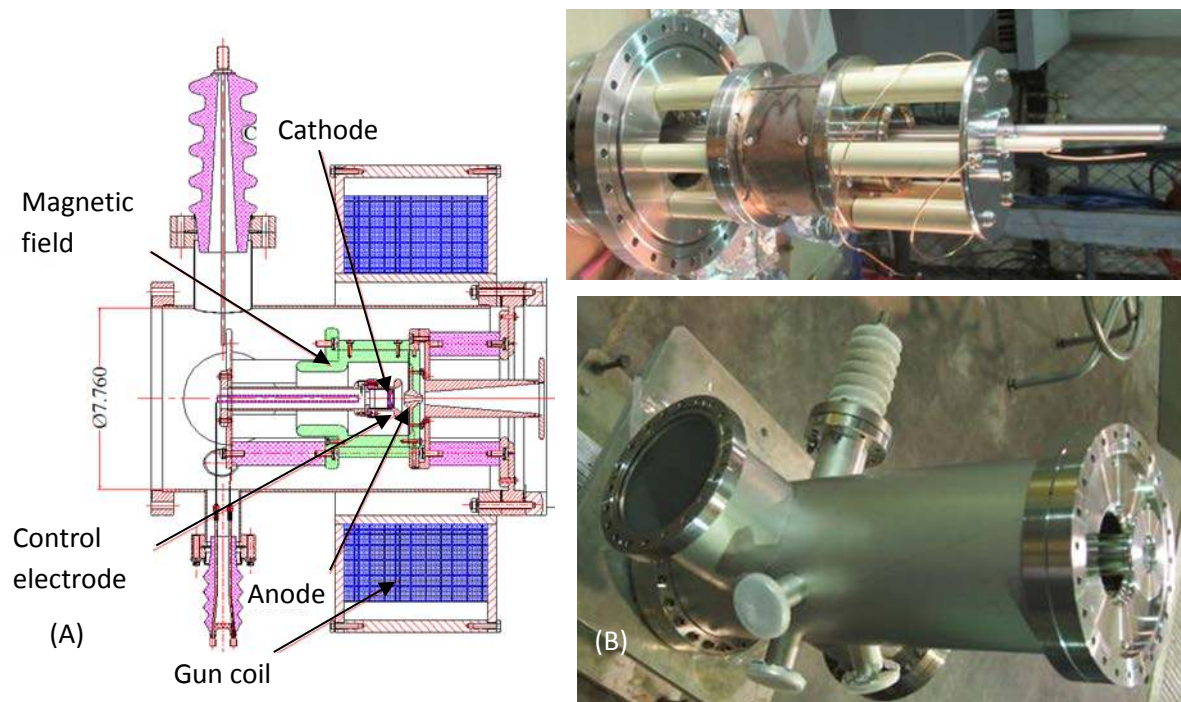 C
Cathode
Magnetic
field
Ø7.760
Control
electrode
Anode
(A)
Gun coil
(B)